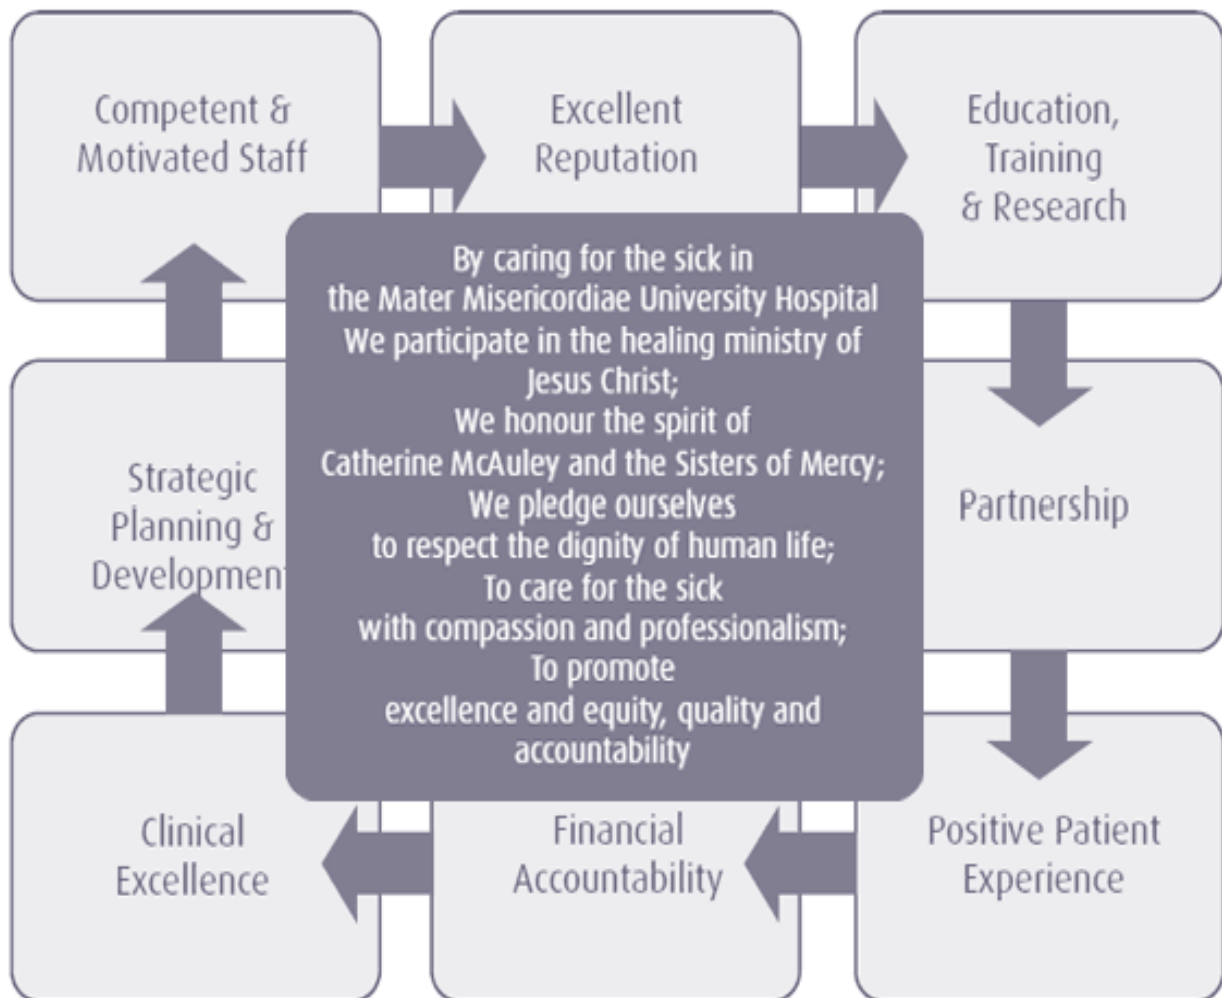 Competent &
Motivated Staff
Excellent
Reputation
Education,
Training
& Research
By caring for the sick in
the Mater Misericordiae University Hospital
We participate in the healing ministry of
Jesus Christ;
We honour the spirit of
Catherine McAuley and the Sisters of Mercy;
We pledge ourselves
to respect the dignity of human life;
To care for the sick
with compassion and professionalism;
To promote
excellence and equity, quality and
accountability
Strategic
Planning &
Development
Partnership
Clinical
Excellence
Financial
Accountability
Positive Patient
Experience